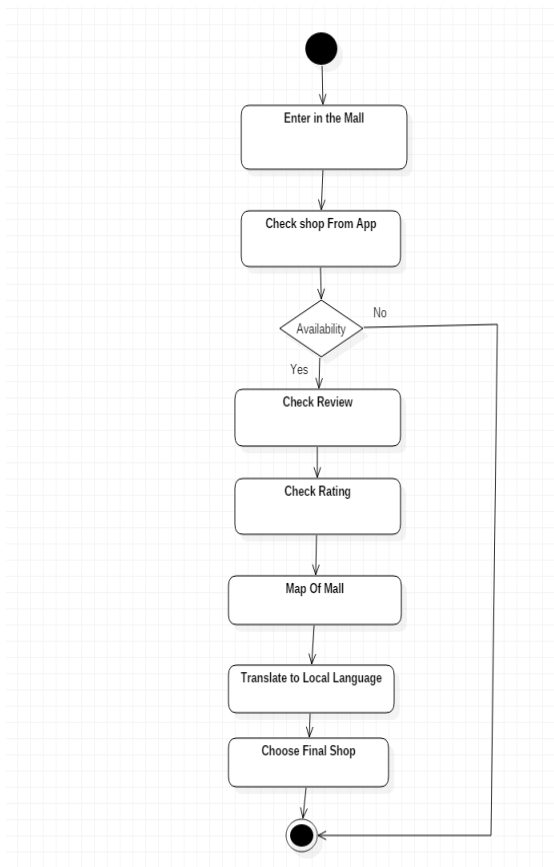 Enter in the Mall
Check shop From App
No
Availability
Yes
Check Review
Check Rating
Map Of Mall
Translate to Local Language
Choose Final Shop